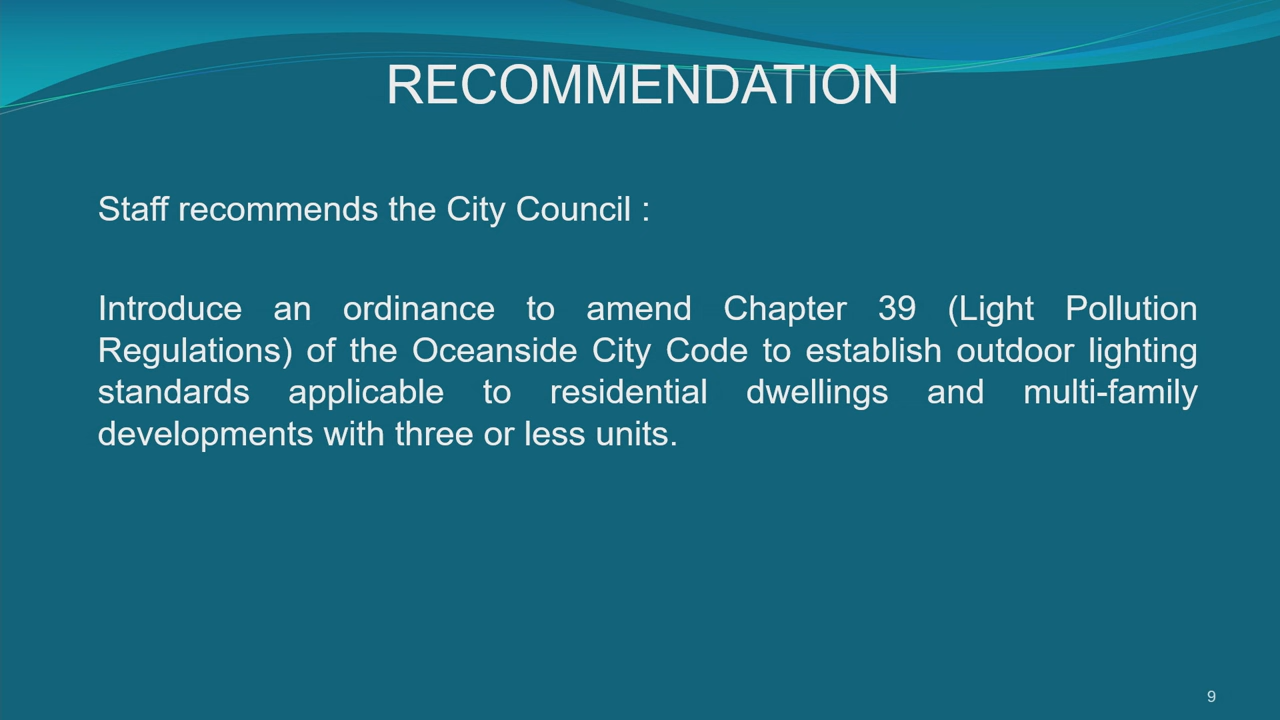 RECOMMENDATION
Staff recommends the City Council :
Introduce an ordinance to amend Chapter 39 (Light Pollution
Regulations) of the Oceanside City Code to establish outdoor lighting
standards applicable to residential dwellings and multi-family
developments with three or less units.
9